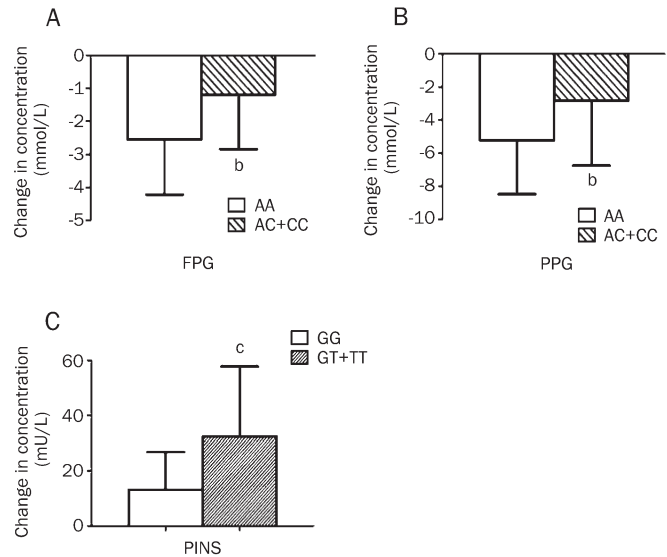 A
Change in concentration
(mmol/L)
0
-1
-2
-3
-4
-5
b
AA
AC+CC
FPG
B
Change in concentration
(mmol/L)
0
-2
-4
-6
-8
-10
b
AA
AC+CC
PPG
C
Change in concentration
(mU/L)
60
40
20
0
c
GG
GT+TT
PINS